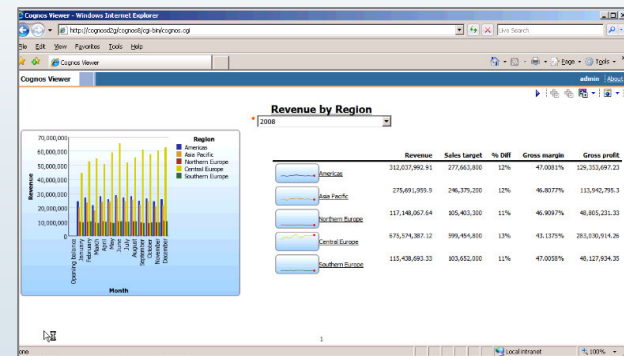 Cognos Viewer - Windows Internet Explorer
http://cognosd2g/cognos8/cgi-bin/cognos.cgi
Live Search
File Edit View Favorites Tools Help
Cognos Viewer
Page Tools
Cognos Viewer
admin About
Revenue by Region
* 2008
70,000,000
60,000,000
50,000,000
40,000,000
30,000,000
20,000,000
10,000,000
0
Revenue
Region
Americas
Asia Pacific
Northern Europe
Central Europe
Southern Europe
Opening balance
January
February
March
April
May
June
July
August
September
October
November
December
Month
Revenue Sales target % Diff Gross margin Gross profit
Americas 312,037,992.91 277,663,800 12% 47.0081% 129,353,697.23
Asia Pacific 275,691,959.9 246,379,200 12% 46.8077% 113,942,795.3
Northern Europe 117,148,067.64 105,403,300 11% 46.9097% 48,805,231.33
Central Europe 675,574,387.12 599,454,800 13% 43.1375% 283,030,914.26
Southern Europe 115,438,693.33 103,652,000 11% 47.0058% 48,127,934.35
1
Local intranet
100%